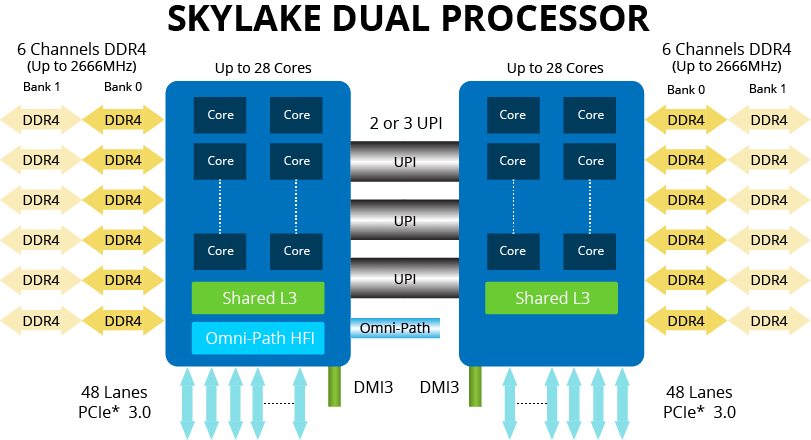 SKYLAKE DUAL PROCESSOR
6 Channels DDR4
(Up to 2666MHz)
Bank 1 Bank 0
DDR4 DDR4
DDR4 DDR4
DDR4 DDR4
DDR4 DDR4
DDR4 DDR4
DDR4 DDR4
Up to 28 Cores
Core Core
Core Core
Core Core
Shared L3
Omni-Path HFI
2 or 3 UPI
UPI
UPI
UPI
Omni-Path
Up to 28 Cores
Core Core
Core Core
Core Core
Shared L3
6 Channels DDR4
(Up to 2666MHz)
Bank 0 Bank 1
DDR4 DDR4
DDR4 DDR4
DDR4 DDR4
DDR4 DDR4
DDR4 DDR4
DDR4 DDR4
48 Lanes
PCIe* 3.0
DMI3 DMI3
48 Lanes
PCIe* 3.0